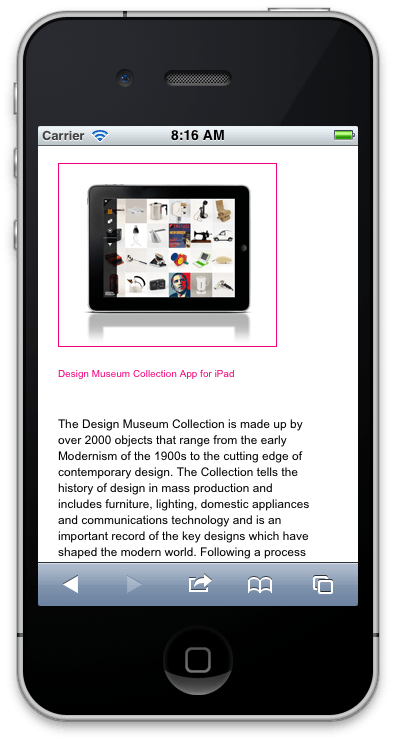 Carrier 8:16 AM
Design Museum Collection App for iPad
The Design Museum Collection is made up by
over 2000 objects that range from the early
Modernism of the 1900s to the cutting edge of
contemporary design. The Collection tells the
history of design in mass production and
includes furniture, lighting, domestic appliances
and communications technology and is an
important record of the key designs which have
shaped the modern world. Following a process